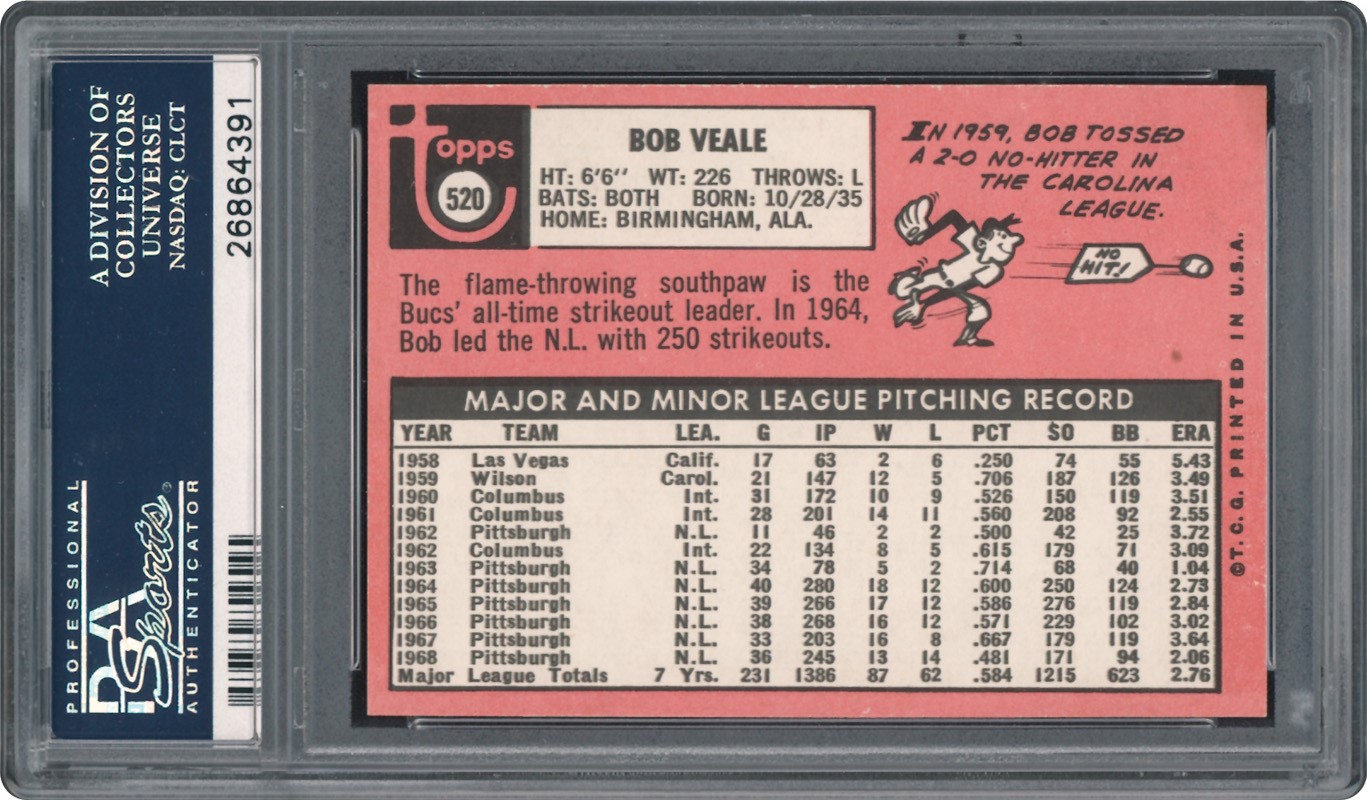 A DIVISION OF
COLLECTORS
UNIVERSE
NASDAQ: CLCT
PROFESSIONAL
PSA
Sports®
AUTHENTICATOR
26864391
Topps
520
BOB VEALE
HT: 6'6" WT: 226 THROWS: L
BATS: BOTH BORN: 10/28/35
HOME: BIRMINGHAM, ALA.
IN 1959, BOB TOSSED
A 2-0 NO-HITTER IN
THE CAROLINA
LEAGUE.
NO
HIT!
The flame-throwing southpaw is the
Bucs' all-time strikeout leader. In 1964,
Bob led the N.L. with 250 strikeouts.
MAJOR AND MINOR LEAGUE PITCHING RECORD
YEAR TEAM LEA. G IP W L PCT SO BB ERA
1958 Las Vegas Calif. 17 63 2 6 .250 74 55 5.43
1959 Wilson Carol. 21 147 12 5 .706 187 126 3.49
1960 Columbus Int. 31 172 10 9 .526 150 119 3.51
1961 Columbus Int. 28 201 14 11 .560 208 92 2.55
1962 Pittsburgh N.L. 11 46 2 2 .500 42 25 3.72
1962 Columbus Int. 22 134 8 5 .615 179 71 3.09
1963 Pittsburgh N.L. 34 78 5 2 .714 68 40 1.04
1964 Pittsburgh N.L. 40 280 18 12 .600 250 124 2.73
1965 Pittsburgh N.L. 39 266 17 12 .586 276 119 2.84
1966 Pittsburgh N.L. 38 268 16 12 .571 229 102 3.02
1967 Pittsburgh N.L. 33 203 16 8 .667 179 119 3.64
1968 Pittsburgh N.L. 36 245 13 14 .481 171 94 2.06
Major League Totals 7 Yrs. 231 1386 87 62 .584 1215 623 2.76
©T.C.G. PRINTED IN U.S.A.